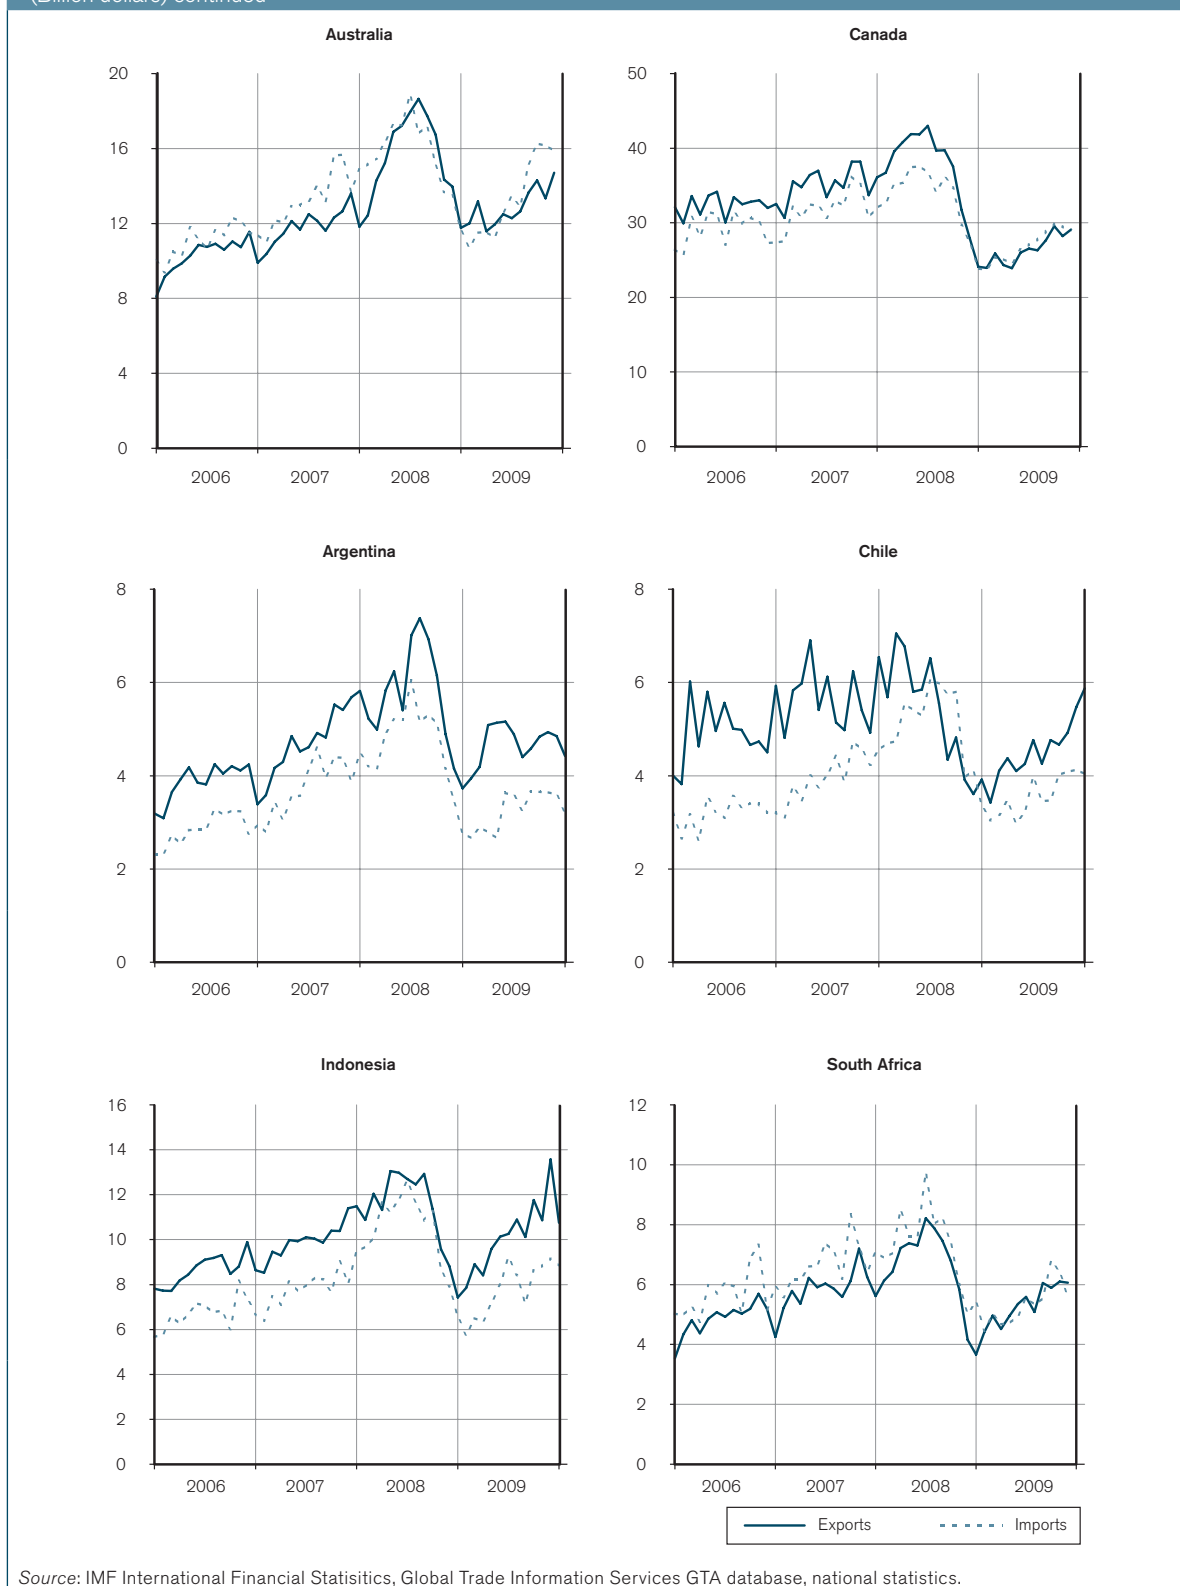 (Billion dollars) continued
Australia
20
16
12
8
4
0
2006 2007 2008 2009
Canada
50
40
30
20
10
0
2006 2007 2008 2009
Argentina
8
6
4
2
0
2006 2007 2008 2009
Chile
8
6
4
2
0
2006 2007 2008 2009
Indonesia
16
14
12
10
8
6
4
2
0
2006 2007 2008 2009
South Africa
12
10
8
6
4
2
0
2006 2007 2008 2009
Exports Imports
Source: IMF International Financial Statisitics, Global Trade Information Services GTA database, national statistics.